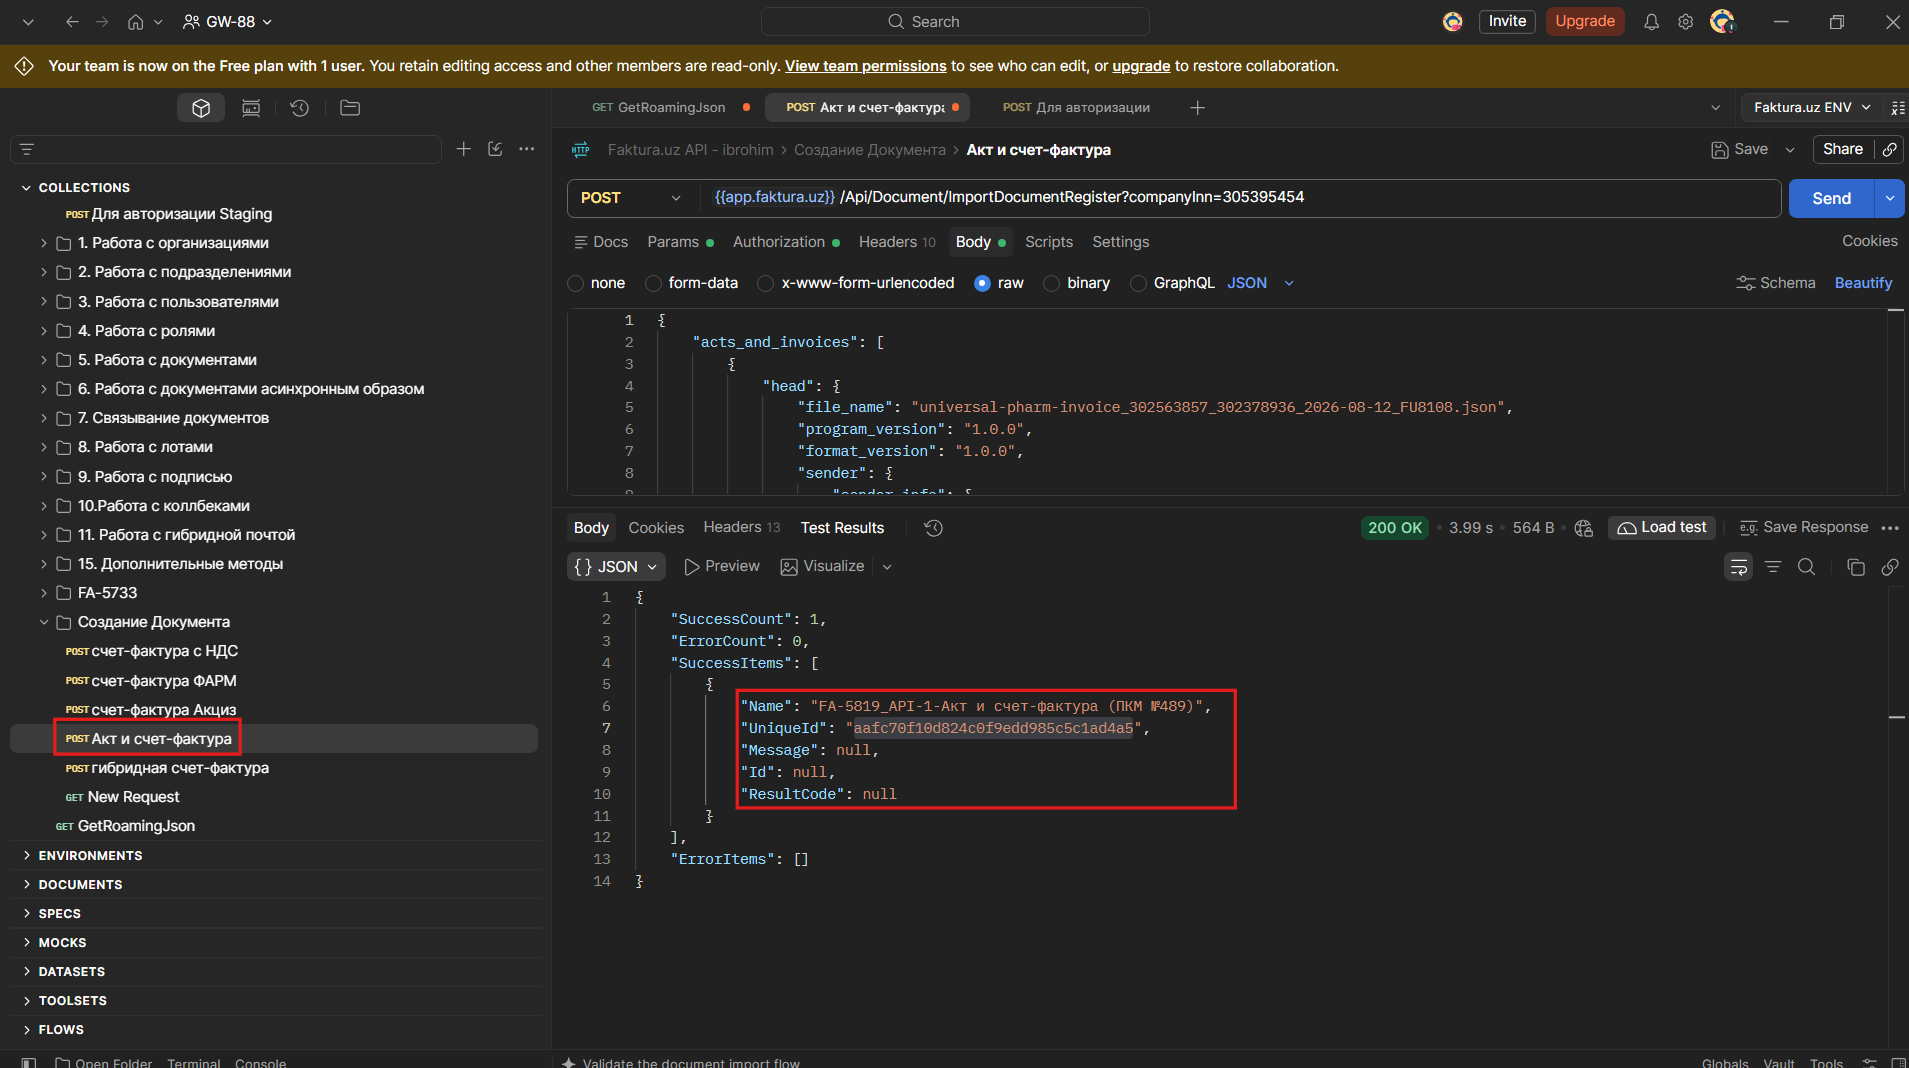 GW-88
Search
Invite
Upgrade
Your team is now on the Free plan with 1 user. You retain editing access and other members are read-only. View team permissions to see who can edit, or upgrade to restore collaboration.
GET GetRoamingJson
POST Акт и счет-фактура
POST Для авторизации
Faktura.uz ENV
COLLECTIONS
POST Для авторизации Staging
1. Работа с организациями
2. Работа с подразделениями
3. Работа с пользователями
4. Работа с ролями
5. Работа с документами
6. Работа с документами асинхронным образом
7. Связывание документов
8. Работа с лотами
9. Работа с подписью
10.Работа с коллбеками
11. Работа с гибридной почтой
15. Дополнительные методы
FA-5733
Создание Документа
POST счет-фактура с НДС
POST счет-фактура ФАРМ
POST счет-фактура Акциз
POST Акт и счет-фактура
POST гибридная счет-фактура
GET New Request
GET GetRoamingJson
ENVIRONMENTS
DOCUMENTS
SPECS
MOCKS
DATASETS
TOOLSETS
FLOWS
HTTP Faktura.uz API - ibrohim > Создание Документа > Акт и счет-фактура
Save
Share
POST {{app.faktura.uz}} /Api/Document/ImportDocumentRegister?companyInn=305395454
Send
Docs Params Authorization Headers 10 Body Scripts Settings
Cookies
none form-data x-www-form-urlencoded raw binary GraphQL JSON
Schema Beautify
1 {
2 "acts_and_invoices": [
3 {
4 "head": {
5 "file_name": "universal-pharm-invoice_302563857_302378936_2026-08-12_FU8108.json",
6 "program_version": "1.0.0",
7 "format_version": "1.0.0",
8 "sender": {
9 "sender_info": {
Body Cookies Headers 13 Test Results
200 OK • 3.99 s • 564 B
Load test
e.g. Save Response
{} JSON Preview Visualize
1 {
2 "SuccessCount": 1,
3 "ErrorCount": 0,
4 "SuccessItems": [
5 {
6 "Name": "FA-5819_API-1-Акт и счет-фактура (ПКМ №489)",
7 "UniqueId": "aafc70f10d824c0f9edd985c5c1ad4a5",
8 "Message": null,
9 "Id": null,
10 "ResultCode": null
11 }
12 ],
13 "ErrorItems": []
14 }
Open Folder Terminal Console
Validate the document import flow
Globals Vault Tools